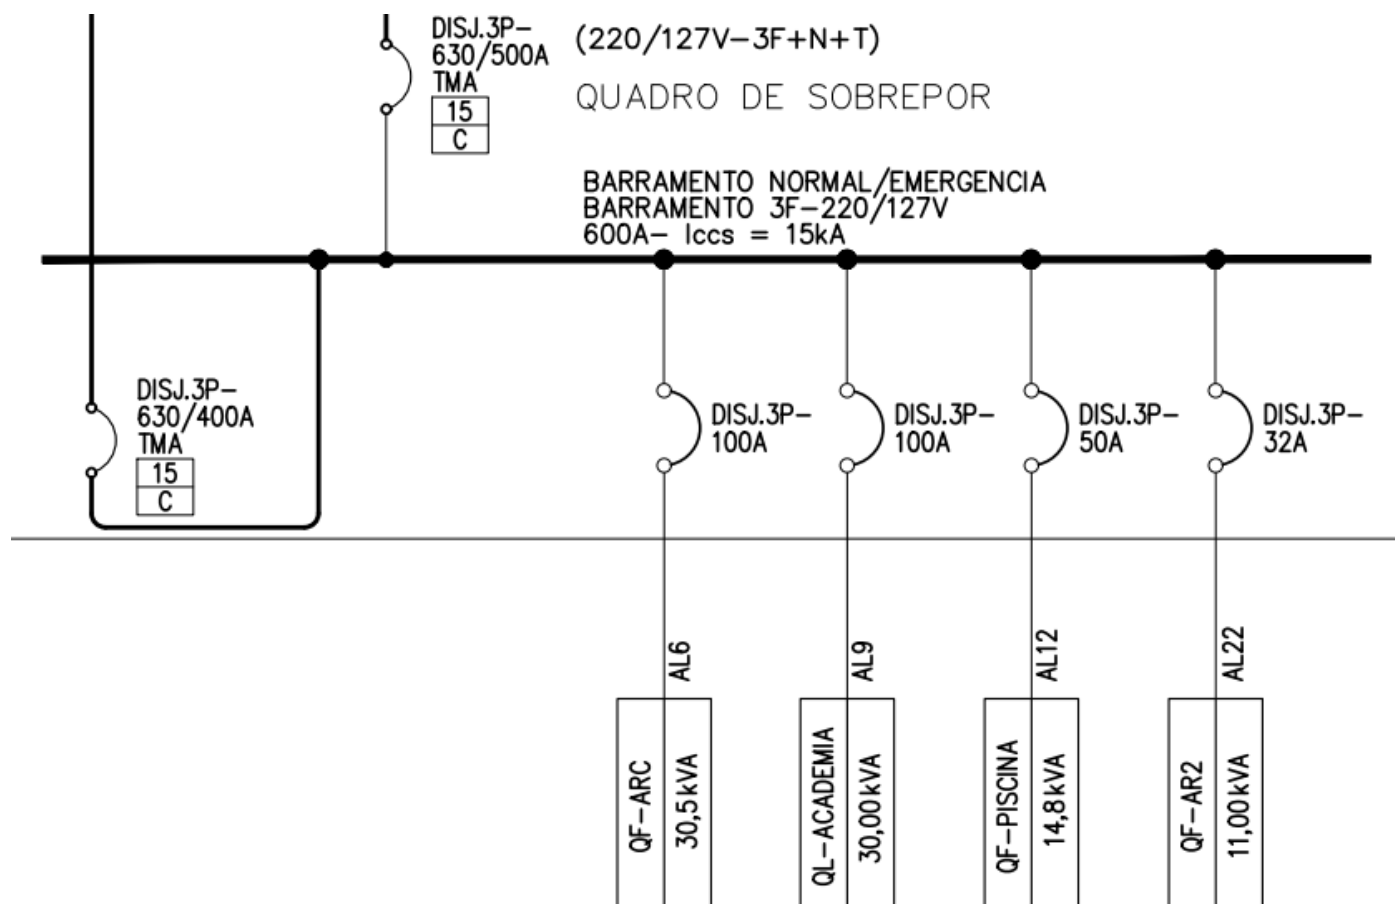 DISJ.3P-
630/500A
TMA
15
C
(220/127V-3F+N+T)
QUADRO DE SOBREPOR
BARRAMENTO NORMAL/EMERGENCIA
BARRAMENTO 3F-220/127V
600A- Iccs = 15kA
DISJ.3P-
630/400A
TMA
15
C
DISJ.3P-
100A
DISJ.3P-
100A
DISJ.3P-
50A
DISJ.3P-
32A
AL6
AL9
AL12
AL22
QF-ARC
30,5kVA
QL-ACADEMIA
30,00kVA
QF-PISCINA
14,8kVA
QF-AR2
11,00kVA